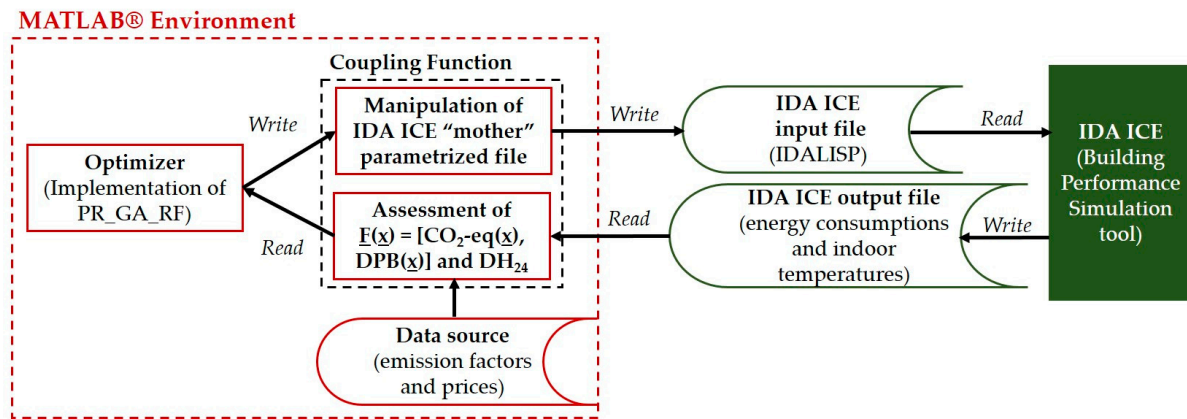 MATLAB® Environment
Coupling Function
Manipulation of
IDA ICE “mother”
parametrized file
Write
Optimizer
(Implementation of
PR_GA_RF)
Read
Assessment of
F(x) = [CO₂-eq(x),
DPB(x)] and DH₂₄
Data source
(emission factors
and prices)
Write
IDA ICE
input file
(IDALISP)
Read
IDA ICE
(Building
Performance
Simulation
tool)
Write
IDA ICE output file
(energy consumptions
and indoor
temperatures)
Read